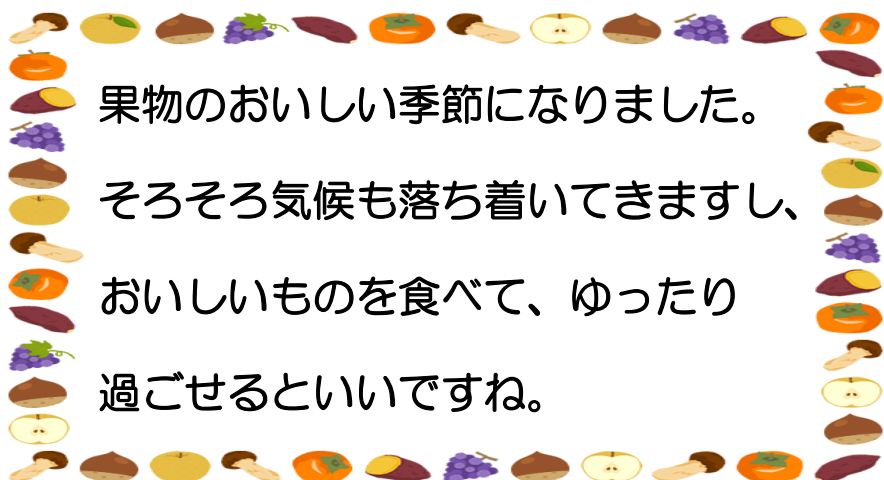 果物のおいしい季節になりました。
そろそろ気候も落ち着いてきますし、
おいしいものを食べて、ゆったり
過ごせるといいですね。